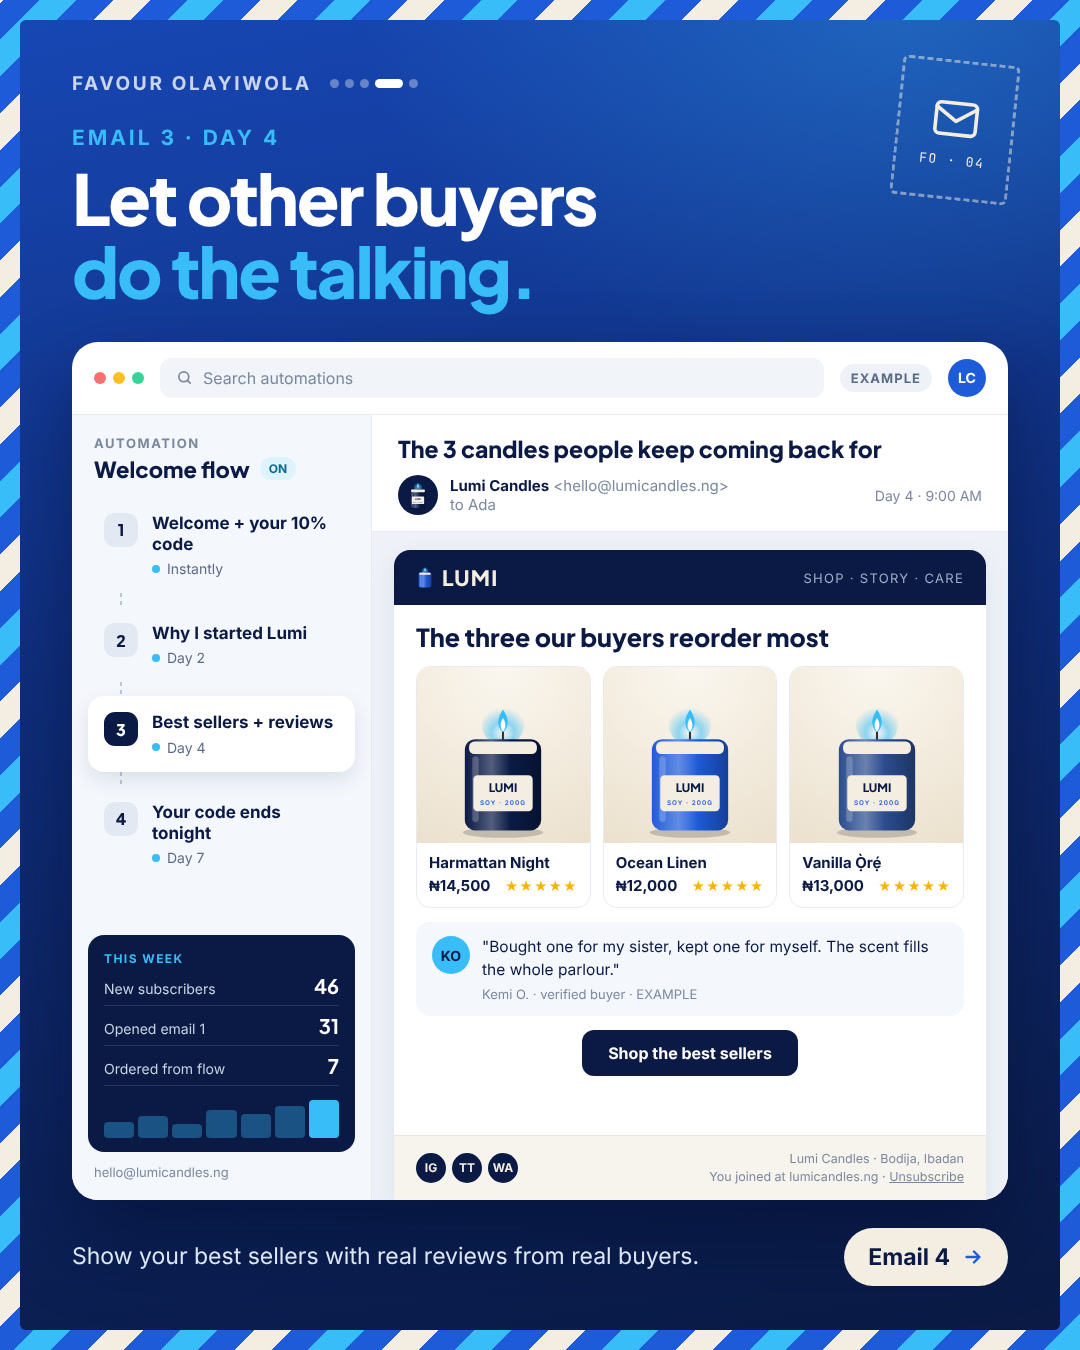 FAVOUR OLAYIWOLA
FO · 04
EMAIL 3 · DAY 4
Let other buyers
do the talking.
Search automations
EXAMPLE
LC
AUTOMATION
Welcome flow ON
1
Welcome + your 10%
code
Instantly
2
Why I started Lumi
Day 2
3
Best sellers + reviews
Day 4
4
Your code ends
tonight
Day 7
THIS WEEK
New subscribers 46
Opened email 1 31
Ordered from flow 7
hello@lumicandles.ng
The 3 candles people keep coming back for
Lumi Candles <hello@lumicandles.ng>
to Ada
Day 4 · 9:00 AM
LUMI
SHOP · STORY · CARE
The three our buyers reorder most
LUMI
SOY · 200G
LUMI
SOY · 200G
LUMI
SOY · 200G
Harmattan Night
₦14,500 ★★★★★
Ocean Linen
₦12,000 ★★★★★
Vanilla Ọ̀rẹ́
₦13,000 ★★★★★
KO
"Bought one for my sister, kept one for myself. The scent fills
the whole parlour."
Kemi O. · verified buyer · EXAMPLE
Shop the best sellers
IG TT WA
Lumi Candles · Bodija, Ibadan
You joined at lumicandles.ng · Unsubscribe
Show your best sellers with real reviews from real buyers.
Email 4 →